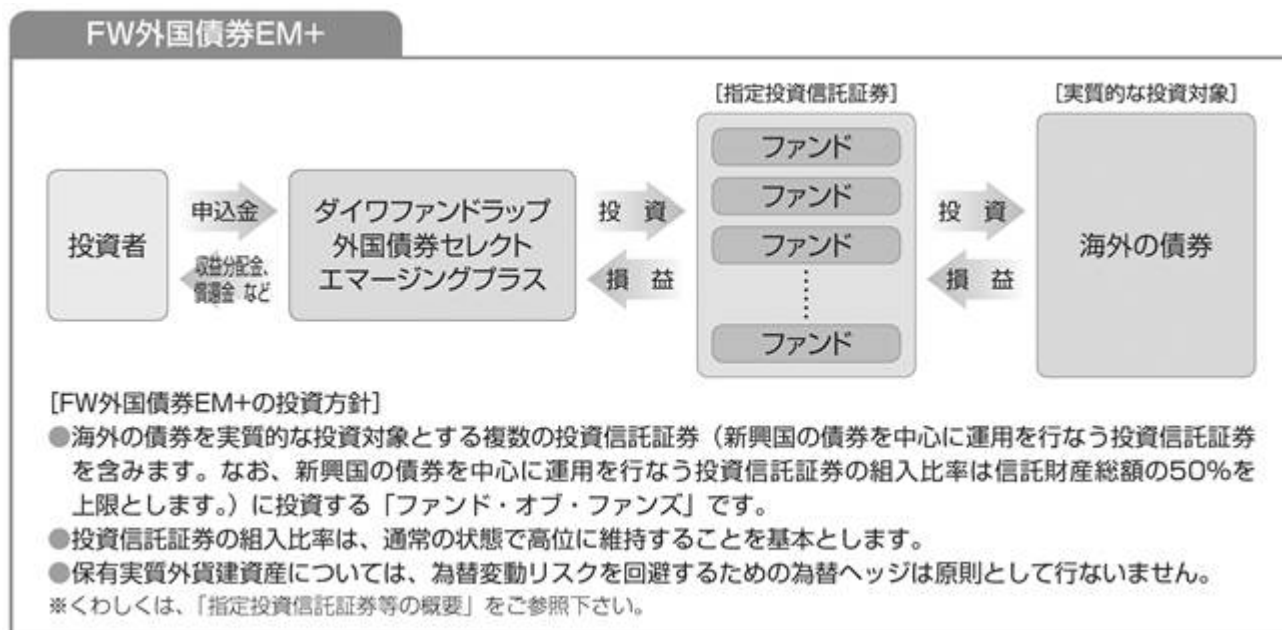 FW外国債券EM+
[指定投資信託証券]
[実質的な投資対象]
投資者
申込金
収益分配金、
償還金 など
ダイワファンドラップ
外国債券セレクト
エマージングプラス
投 資
損 益
ファンド
ファンド
ファンド
ファンド
投 資
損 益
海外の債券
[FW外国債券EM+の投資方針]
●海外の債券を実質的な投資対象とする複数の投資信託証券（新興国の債券を中心に運用を行なう投資信託証券
を含みます。なお、新興国の債券を中心に運用を行なう投資信託証券の組入比率は信託財産総額の50%を
上限とします。）に投資する「ファンド・オブ・ファンズ」です。
●投資信託証券の組入比率は、通常の状態で高位に維持することを基本とします。
●保有実質外貨建資産については、為替変動リスクを回避するための為替ヘッジは原則として行ないません。
※くわしくは、「指定投資信託証券等の概要」をご参照下さい。